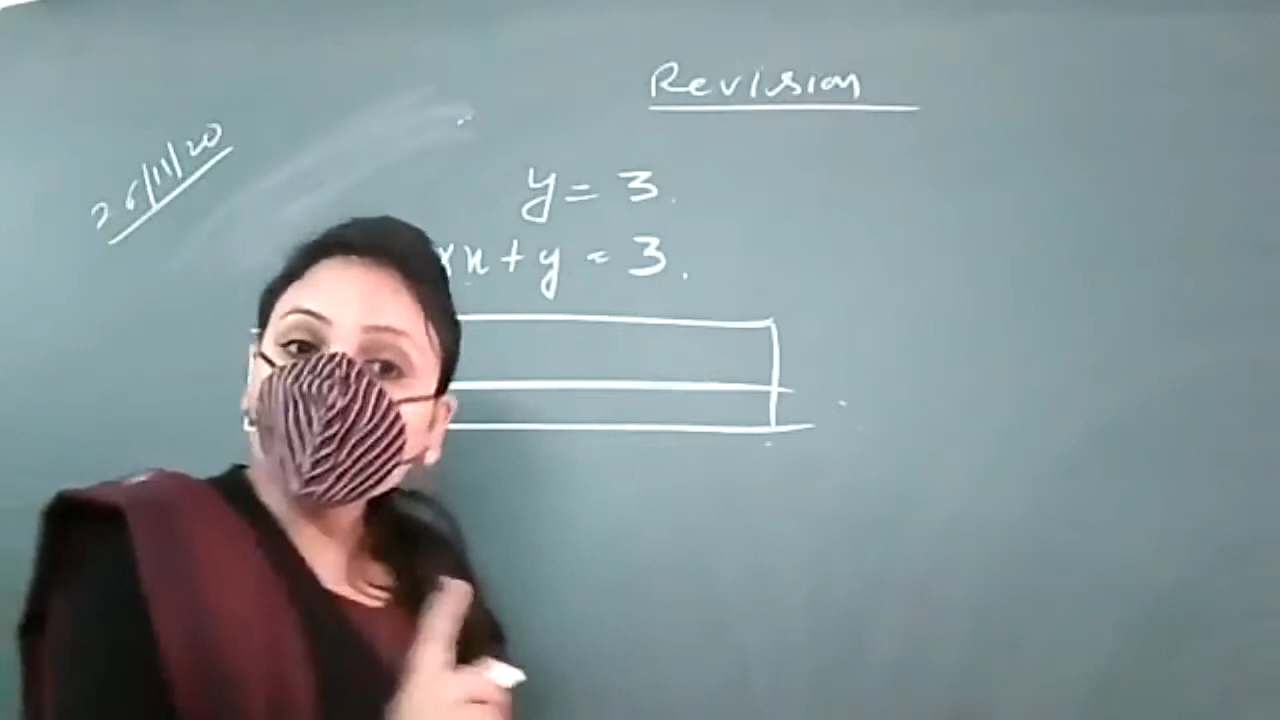 Revision
26/11/20
y = 3.
x + y = 3.